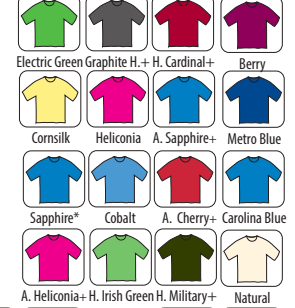 Electric Green Graphite H.+ H. Cardinal+ Berry
Cornsilk Heliconia A. Sapphire+ Metro Blue
Sapphire* Cobalt A. Cherry+ Carolina Blue
A. Heliconia+ H. Irish Green H. Military+ Natural